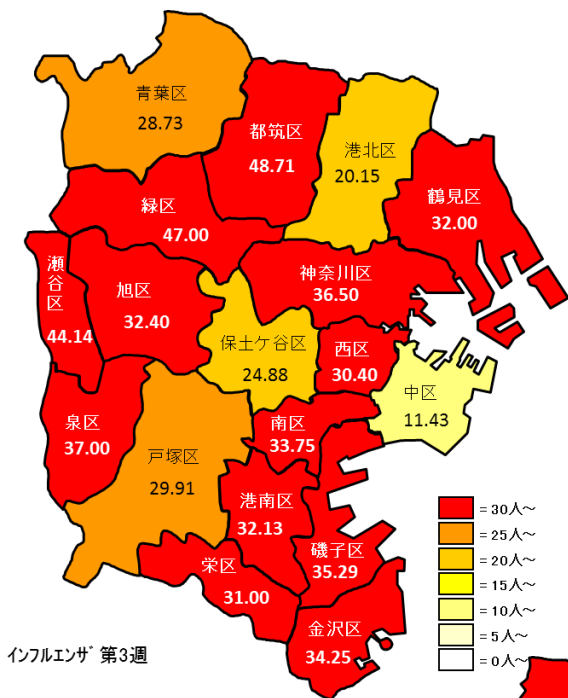 青葉区
28.73
都筑区
48.71
港北区
20.15
鶴見区
32.00
緑区
47.00
瀬谷区
44.14
旭区
32.40
神奈川区
36.50
保土ケ谷区
24.88
西区
30.40
中区
11.43
泉区
37.00
戸塚区
29.91
南区
33.75
港南区
32.13
磯子区
35.29
栄区
31.00
金沢区
34.25
=30人～
=25人～
=20人～
=15人～
=10人～
=5人～
=0人～
インフルエンザ 第3週